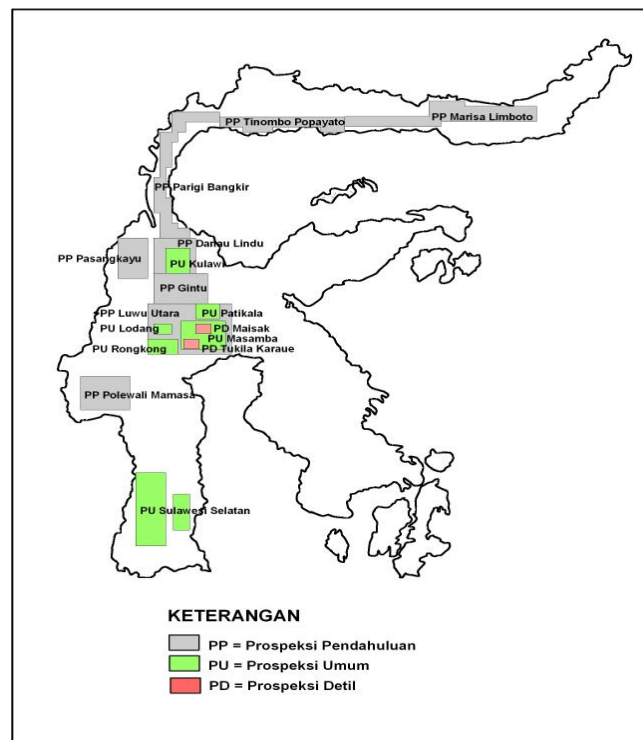 PP Marisa Limboto
PP Tinombo Popayato
PP Parigi Bangkir
PP Danau Lindu
PP Pasangkayu
PU Kulawi
PP Gintu
PP Luwu Utara
PU Patikala
PU Lodang
PD Maisak
PU Masamba
PU Rongkong
PD Tukila Karaue
PP Polewali Mamasa
PU Sulawesi Selatan
KETERANGAN
PP = Prospeksi Pendahuluan
PU = Prospeksi Umum
PD = Prospeksi Detil